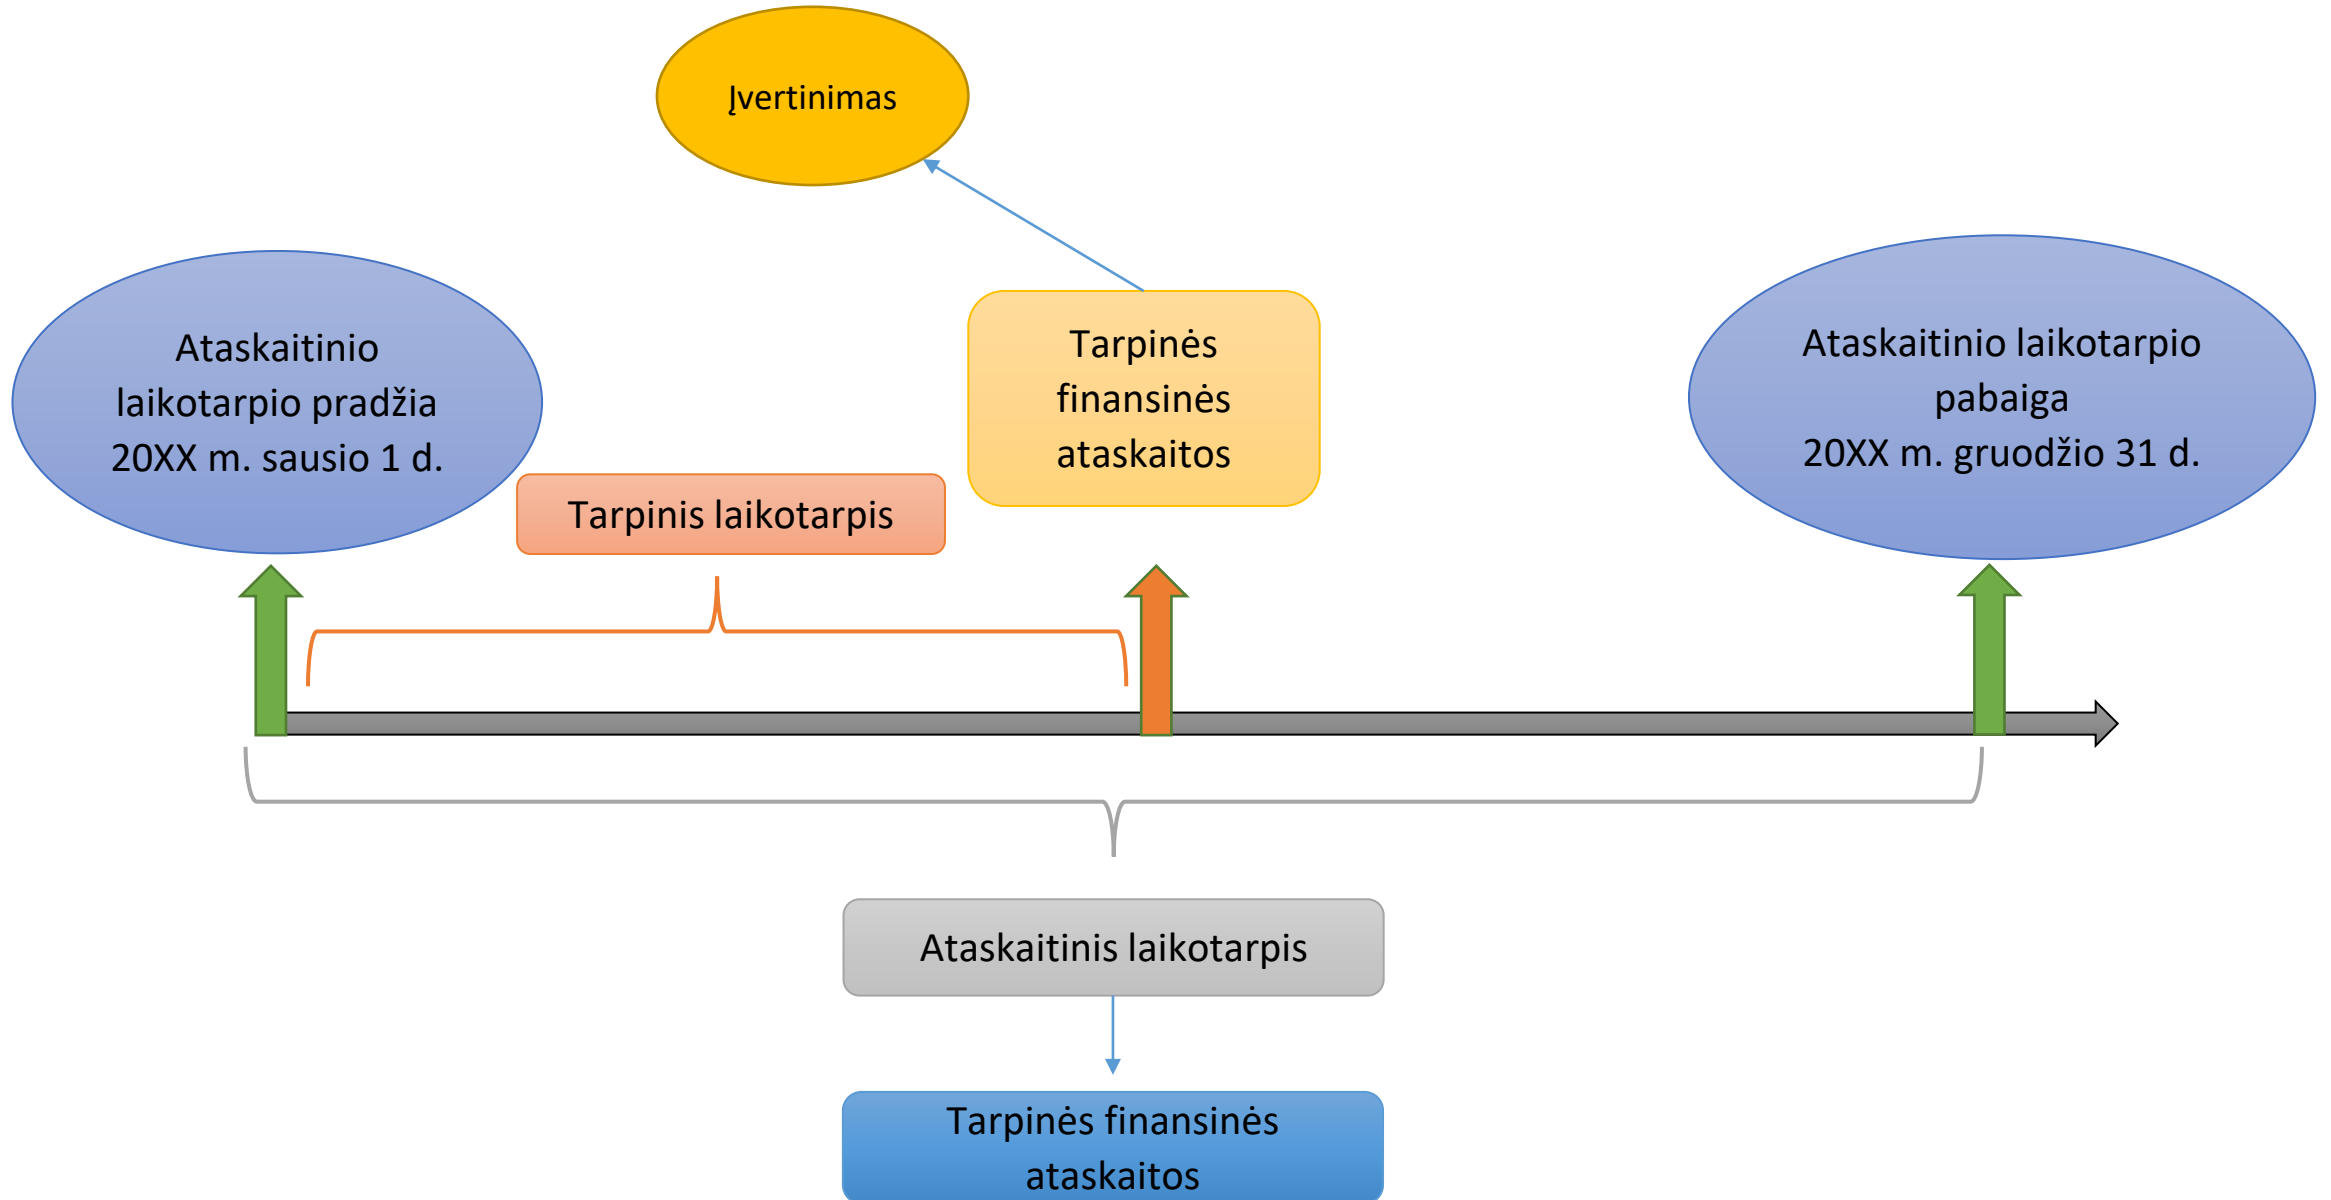 Įvertinimas
Ataskaitinio
laikotarpio pradžia
20XX m. sausio 1 d.
Tarpinis laikotarpis
Tarpinės
finansinės
ataskaitos
Ataskaitinio laikotarpio
pabaiga
20XX m. gruodžio 31 d.
Ataskaitinis laikotarpis
Tarpinės finansinės
ataskaitos